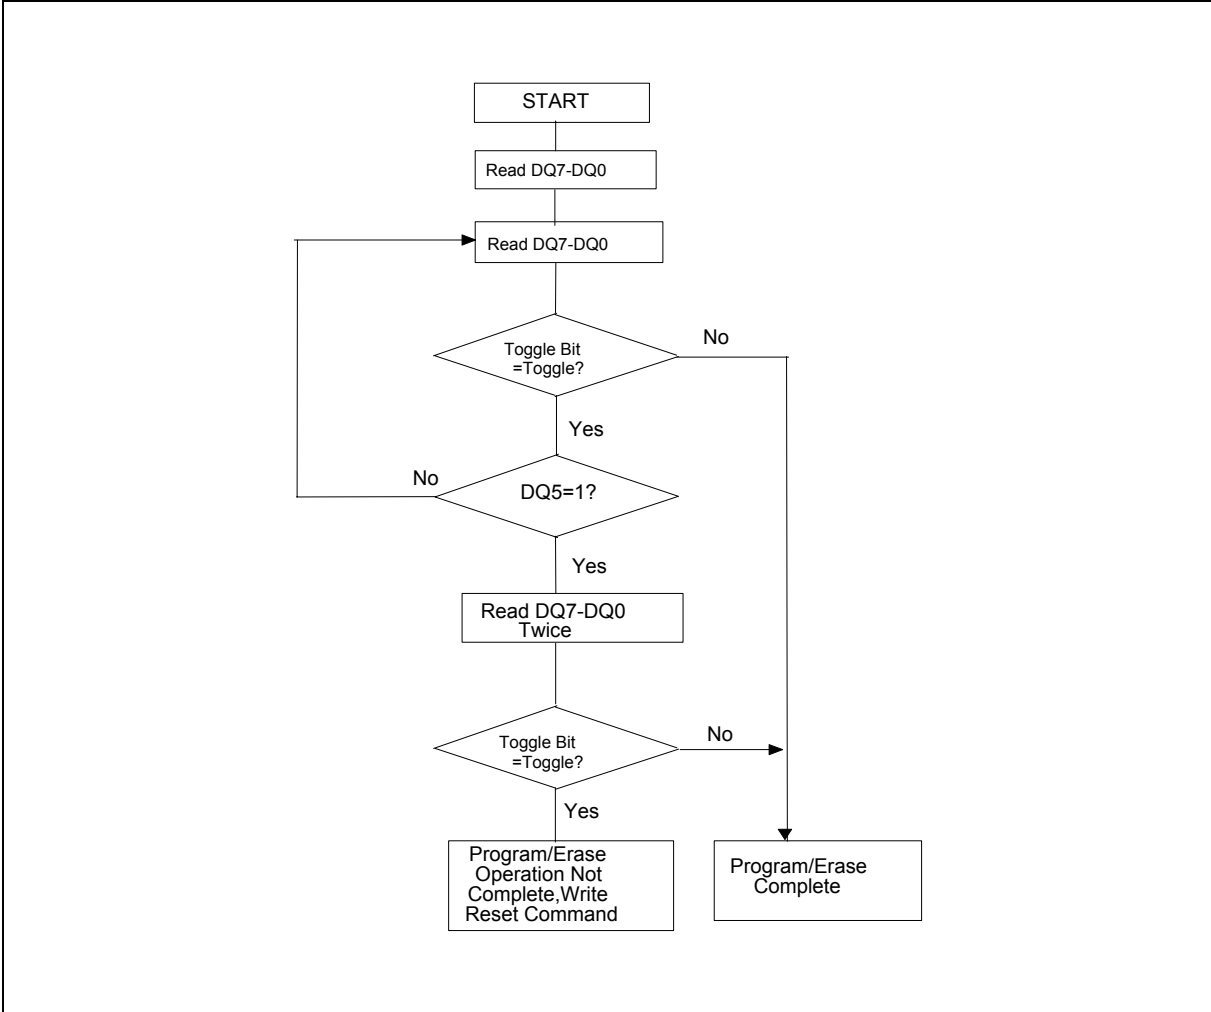 START
Read DQ7-DQ0
Read DQ7-DQ0
Toggle Bit
=Toggle?
No
Yes
No
DQ5=1?
Yes
Read DQ7-DQ0
Twice
Toggle Bit
=Toggle?
No
Yes
Program/Erase
Operation Not
Complete,Write
Reset Command
Program/Erase
Complete